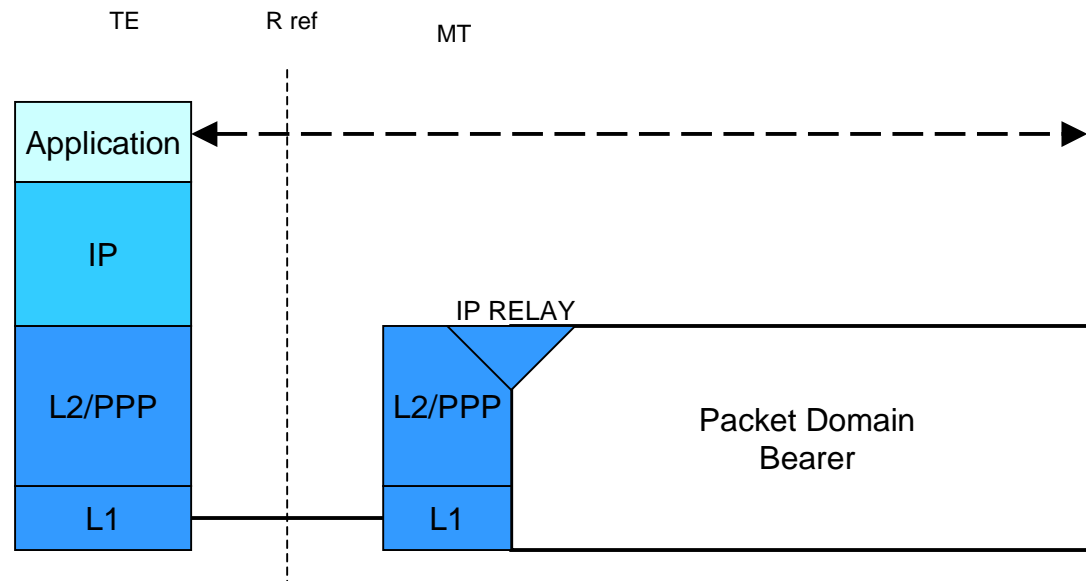 TE
R ref
MT
Application
IP
IP RELAY
L2/PPP
L2/PPP
Packet Domain
Bearer
L1
L1